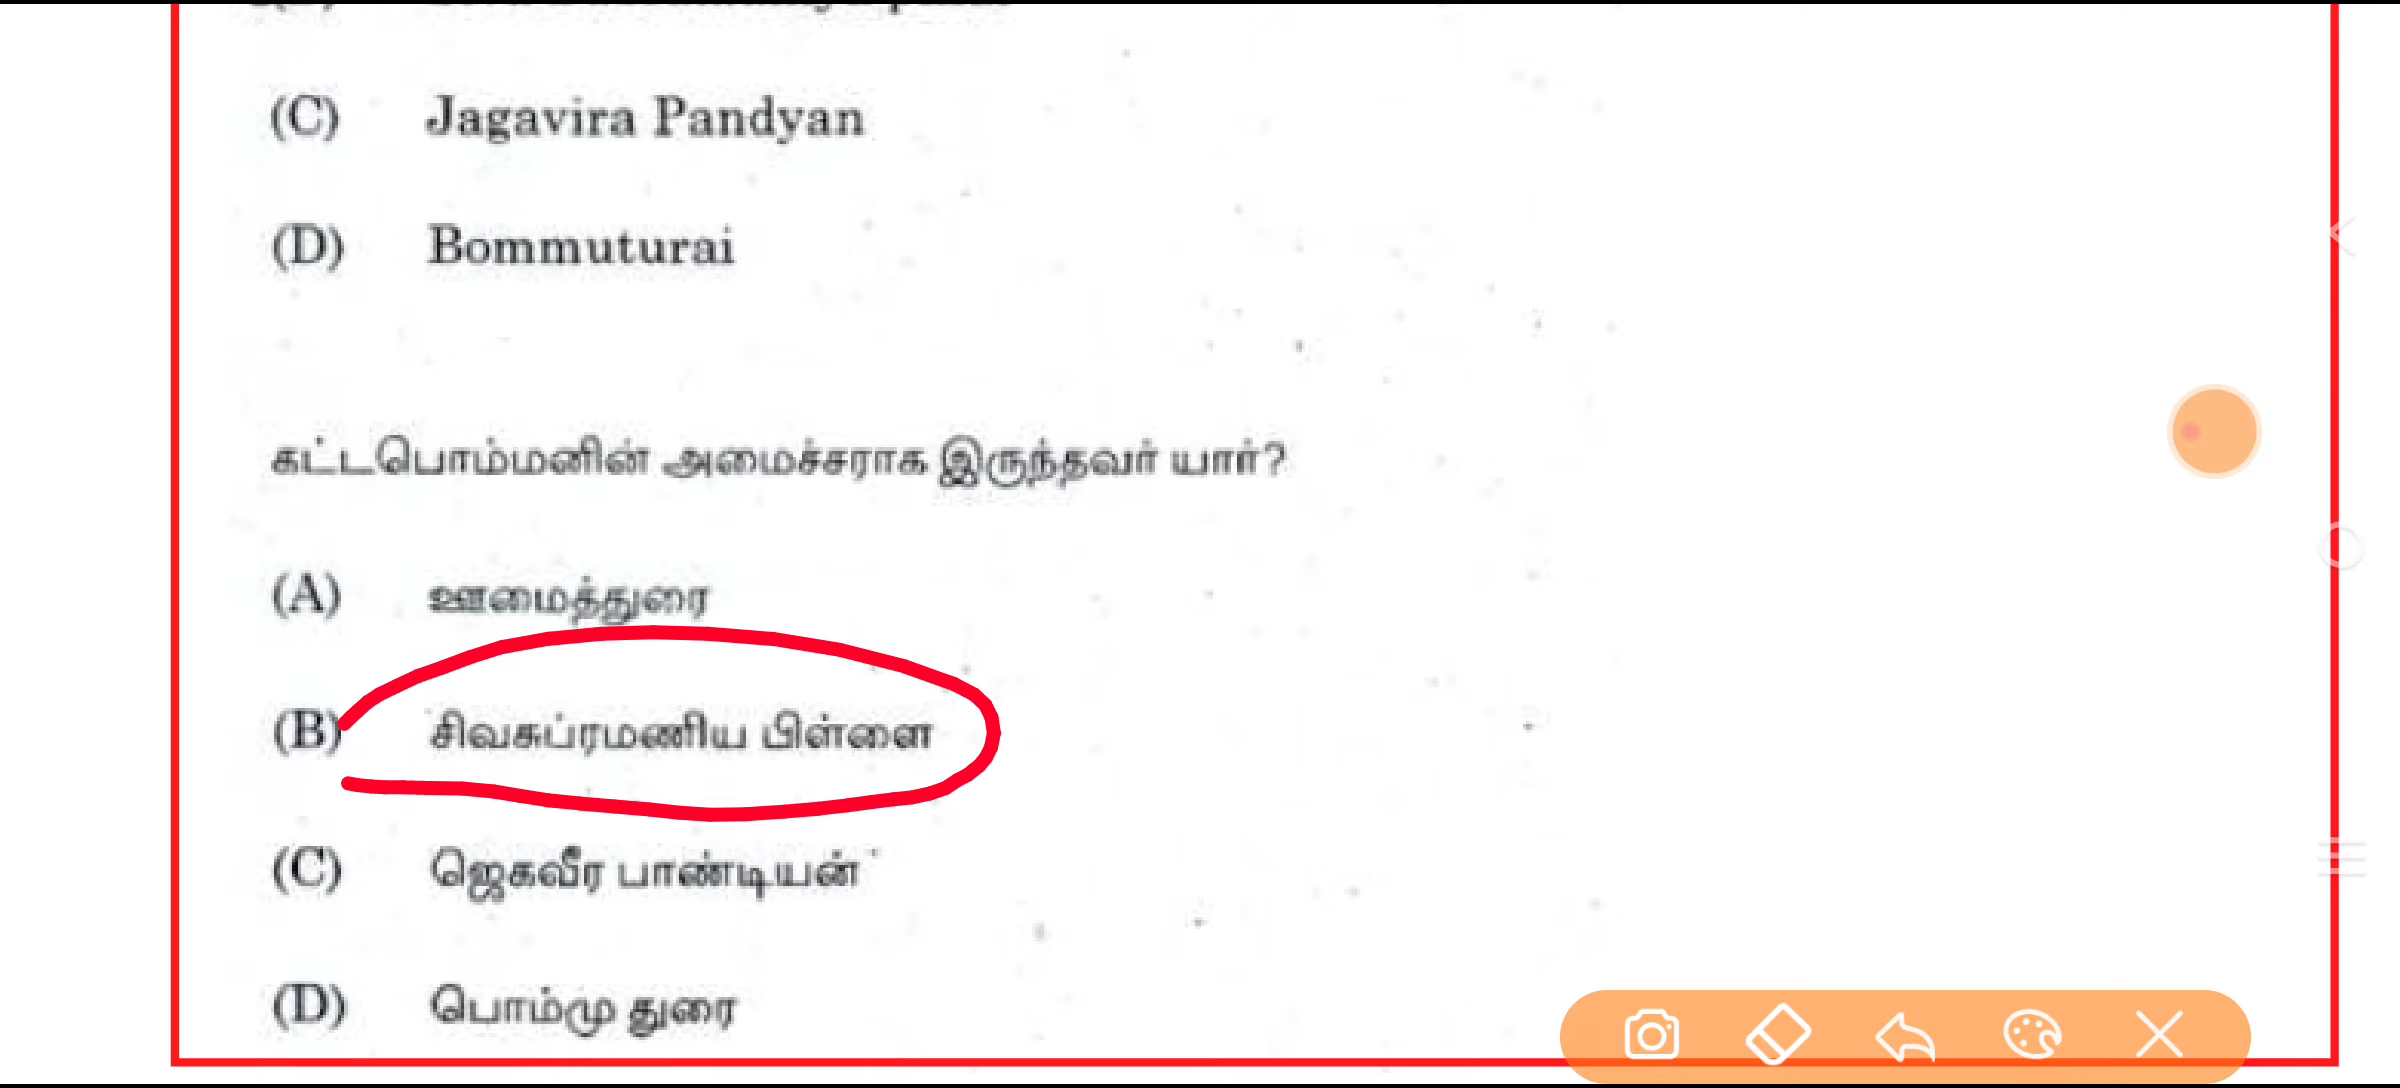 (C) Jagavira Pandyan
(D) Bommuturai
கட்டபொம்மனின் அமைச்சராக இருந்தவர் யார்?
(A) ஊமைத்துரை
(B) சிவசுப்ரமணிய பிள்ளை
(C) ஜெகவீர பாண்டியன்
(D) பொம்மு துரை